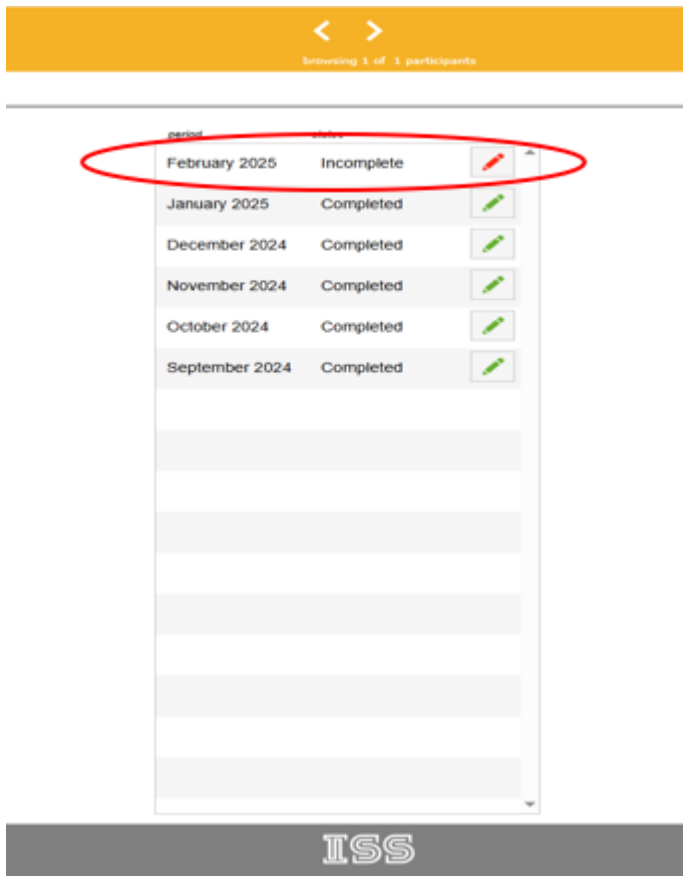 browsing 1 of 1 participants
period status
February 2025 Incomplete
January 2025 Completed
December 2024 Completed
November 2024 Completed
October 2024 Completed
September 2024 Completed
ISS